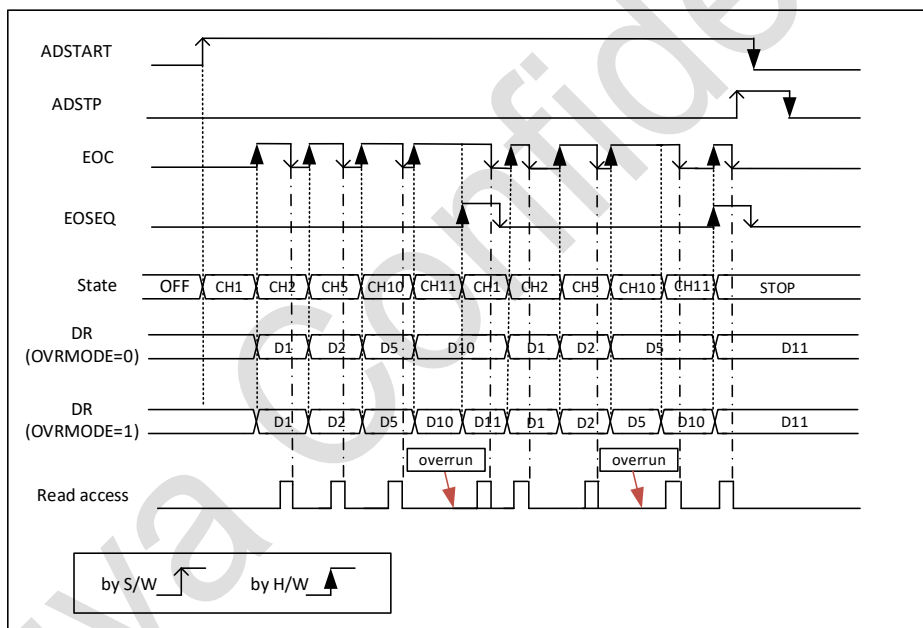 ADSTART
ADSTP
EOC
EOSEQ
State OFF CH1 CH2 CH5 CH10 CH11 CH1 CH2 CH5 CH10 CH11 STOP
DR
(OVRMODE=0) D1 D2 D5 D10 D1 D2 D5 D11
DR
(OVRMODE=1) D1 D2 D5 D10 D11 D1 D2 D5 D10 D11
overrun overrun
Read access
by S/W by H/W